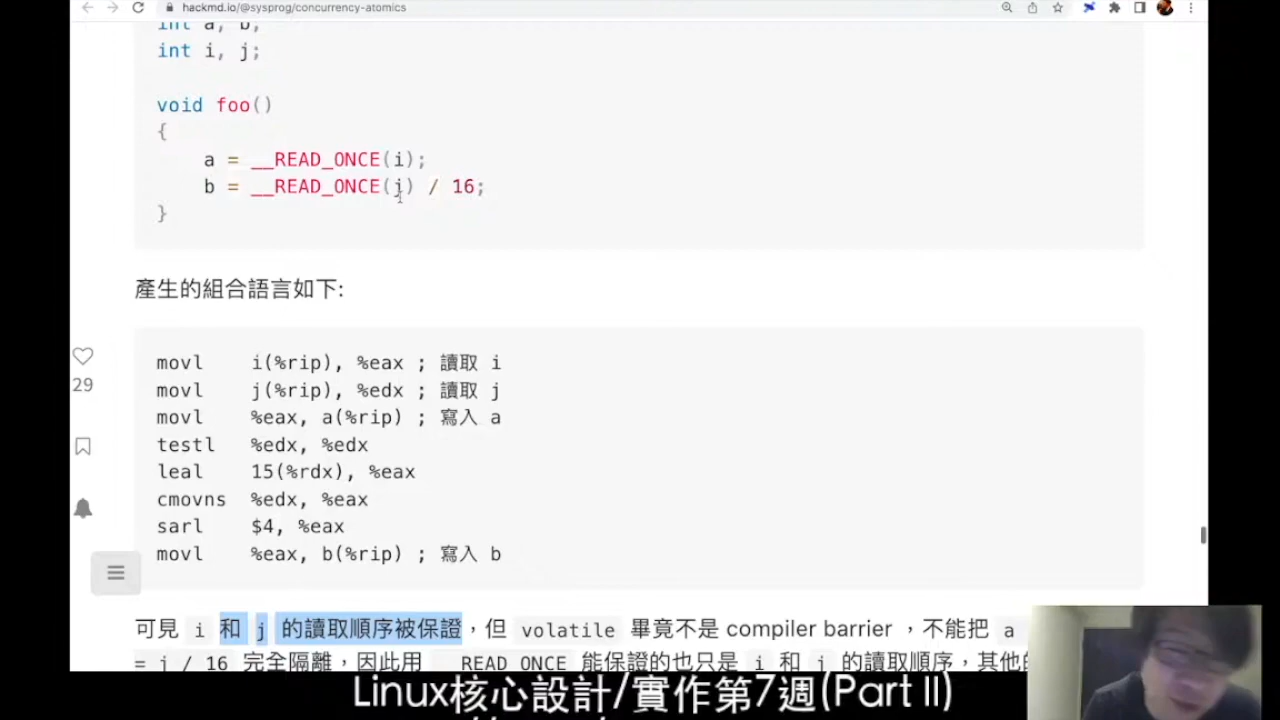 hackmd.io/@sysprog/concurrency-atomics
int a, b;
int i, j;
void foo()
{
a = __READ_ONCE(i);
b = __READ_ONCE(j) / 16;
}
產生的組合語言如下:
29
movl i(%rip), %eax ; 讀取 i
movl j(%rip), %edx ; 讀取 j
movl %eax, a(%rip) ; 寫入 a
testl %edx, %edx
leal 15(%rdx), %eax
cmovns %edx, %eax
sarl $4, %eax
movl %eax, b(%rip) ; 寫入 b
可見 i 和 j 的讀取順序被保證，但 volatile 畢竟不是 compiler barrier ，不能把 a
= j / 16 完全隔離，因此用 __READ_ONCE 能保證的也只是 i 和 j 的讀取順序，其他
Linux核心設計/實作第7週(Part II)